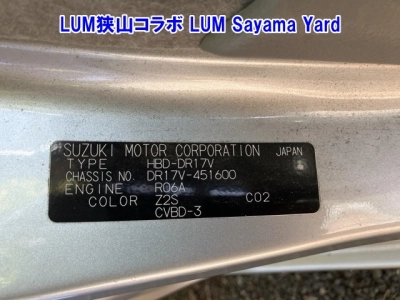 LUM狭山コラボ LUM Sayama Yard
SUZUKI MOTOR CORPORATION JAPAN
TYPE HBD-DR17V
CHASSIS NO. DR17V-451600
ENGINE R06A
COLOR Z2S C02
CVBD-3